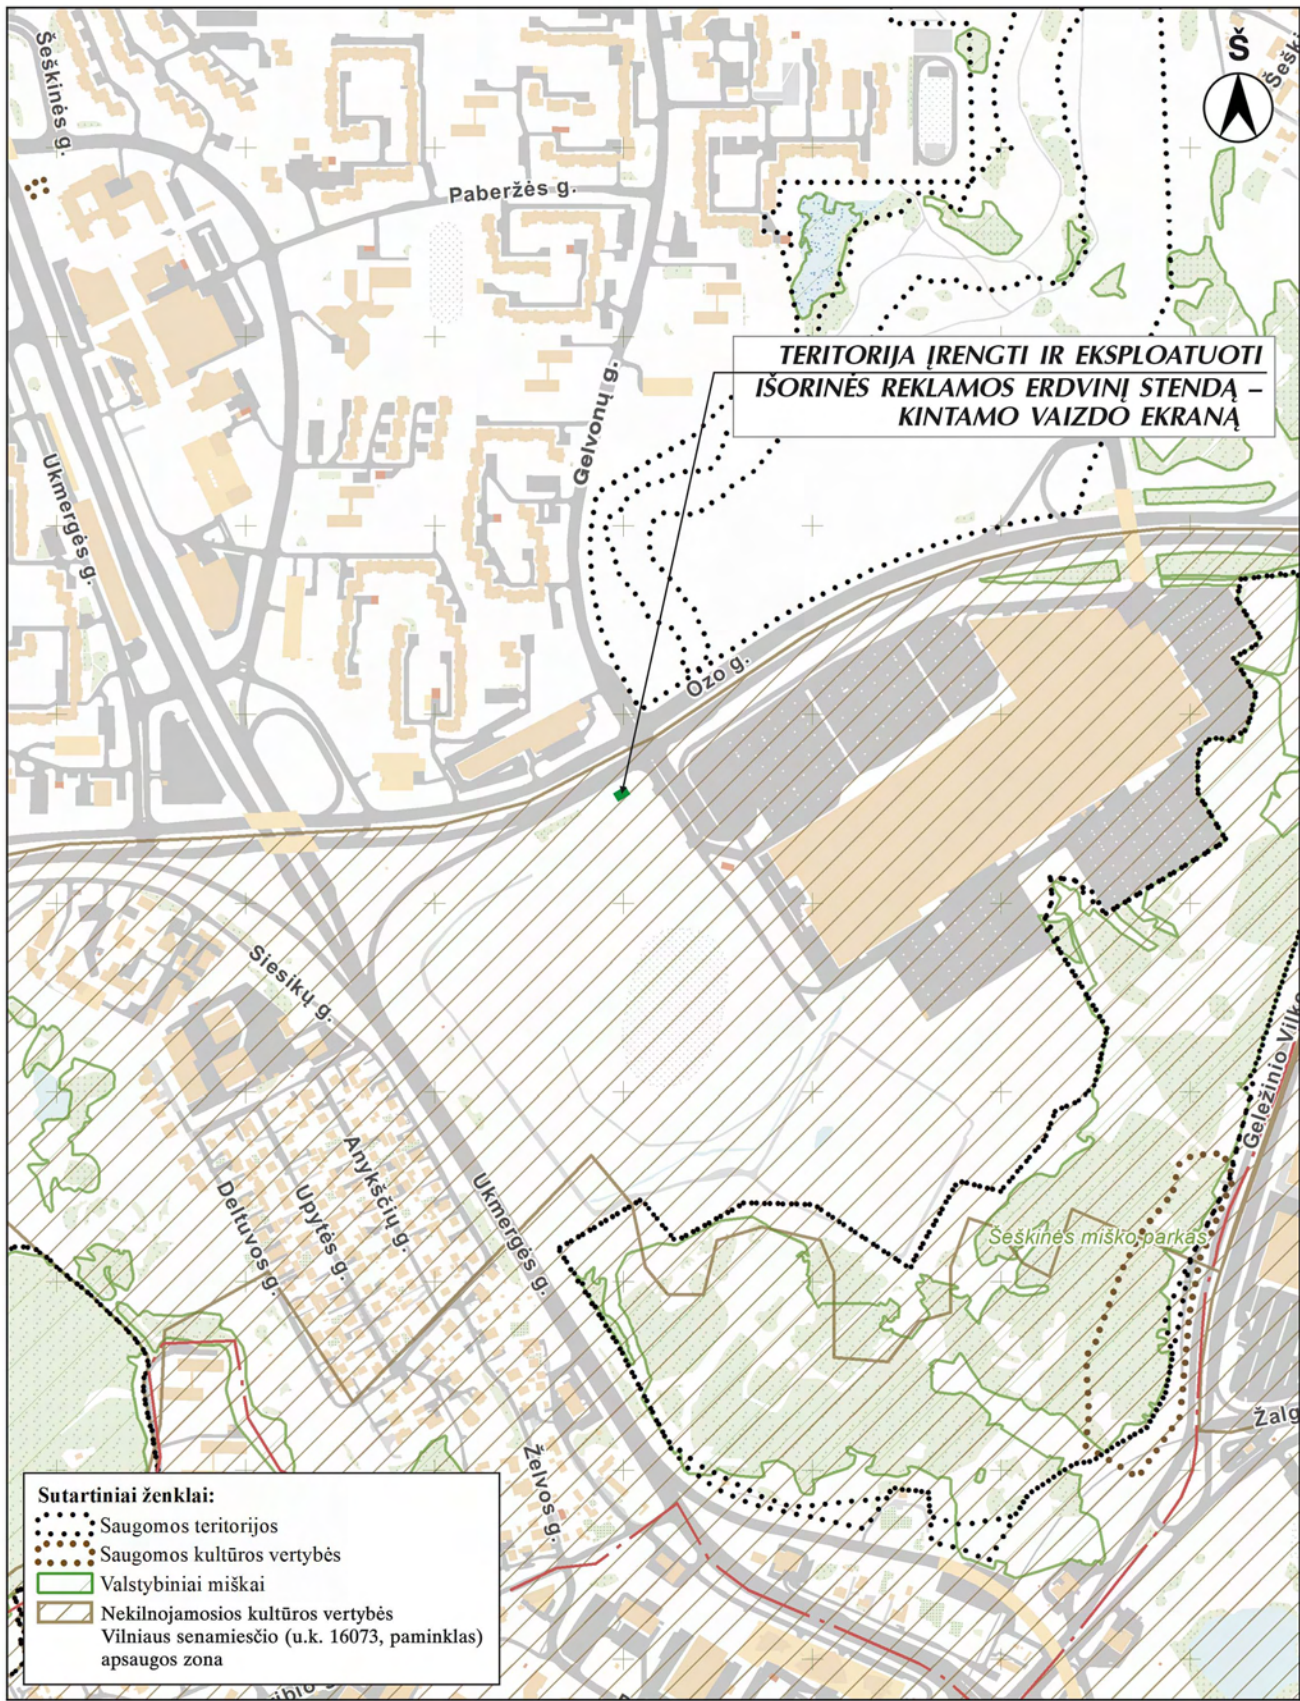 Šeškinės g.
Š
Šeški
Paberžės g.
TERITORIJA ĮRENGTI IR EKSPLOATUOTI
IŠORINĖS REKLAMOS ERDVINĮ STENDĄ –
KINTAMO VAIZDO EKRANĄ
Gelvonų g.
Ukmergės g.
Ozo g.
Siesikų g.
Geležinio Vilko
Anykščių g.
Upytės g.
Deltuvos g.
Ukmergės g.
Šeškinės miško parkas
Žalg
Želvos g.
Sutartiniai ženklai:
Saugomos teritorijos
Saugomos kultūros vertybės
Valstybiniai miškai
Nekilnojamosios kultūros vertybės
Vilniaus senamiesčio (u.k. 16073, paminklas)
apsaugos zona